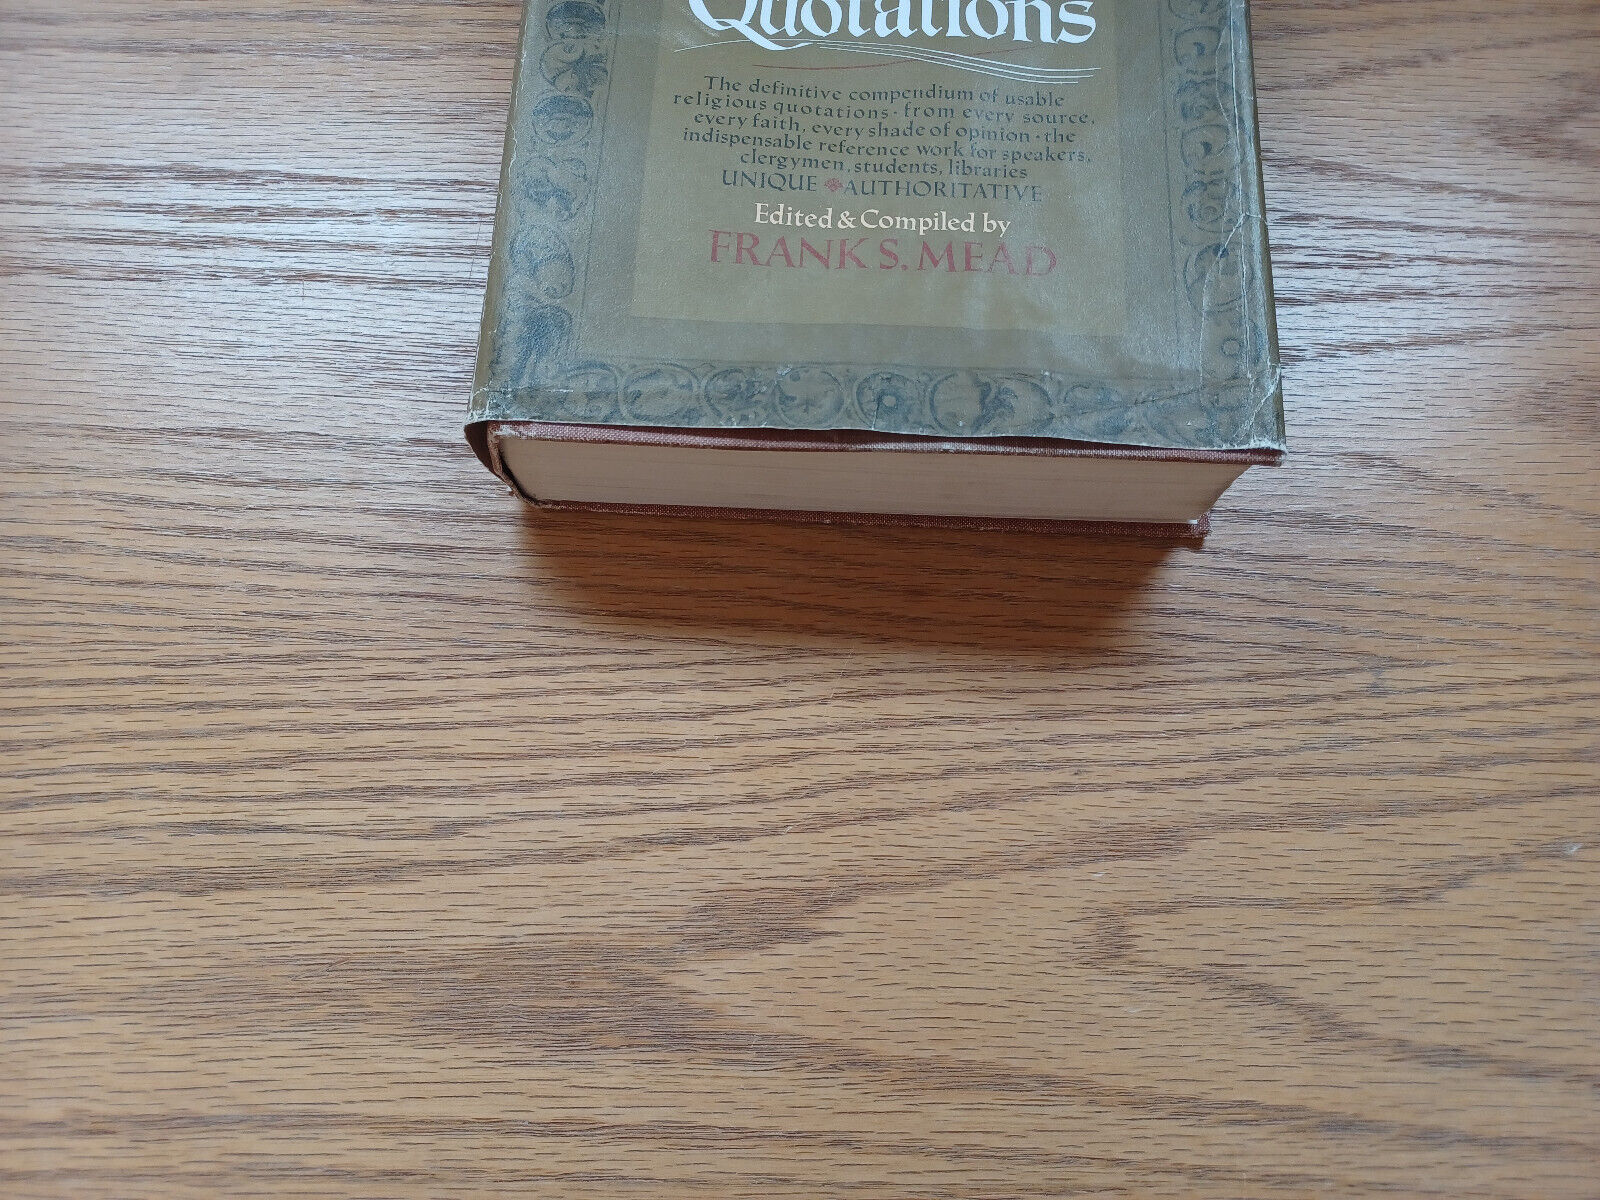 Quotations
The definitive compendium of usable
religious quotations · from every source,
every faith, every shade of opinion · the
indispensable reference work for speakers,
clergymen, students, libraries
UNIQUE AUTHORITATIVE
Edited & Compiled by
FRANK S. MEAD